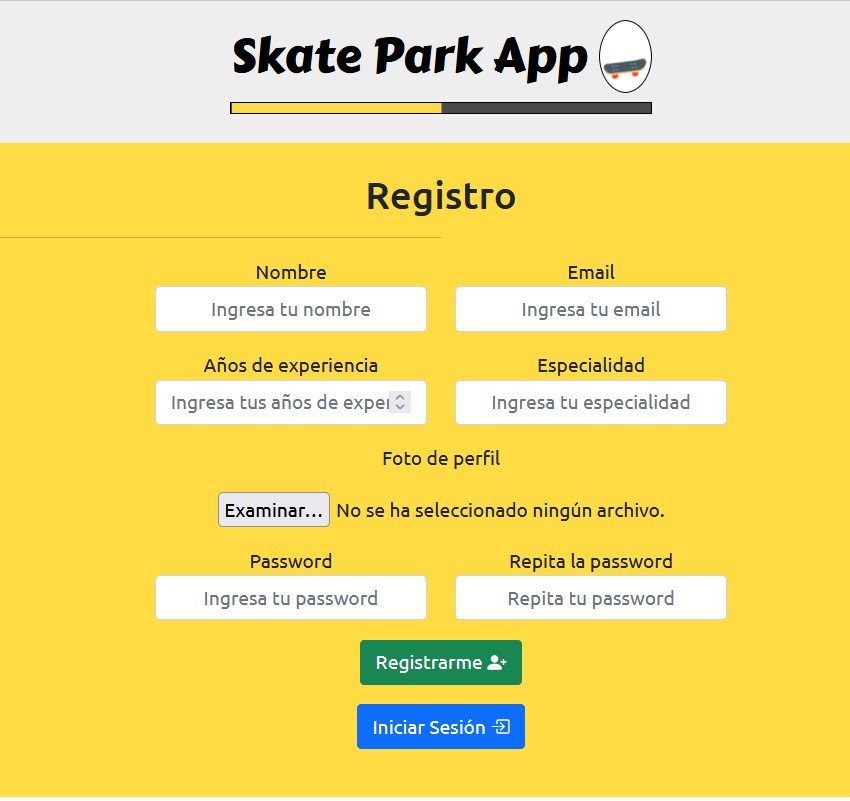 Skate Park App
Registro
Nombre
Email
Ingresa tu nombre
Ingresa tu email
Años de experiencia
Especialidad
Ingresa tus años de exper
Ingresa tu especialidad
Foto de perfil
Examinar... No se ha seleccionado ningún archivo.
Password
Repita la password
Ingresa tu password
Repita tu password
Registrarme
Iniciar Sesión